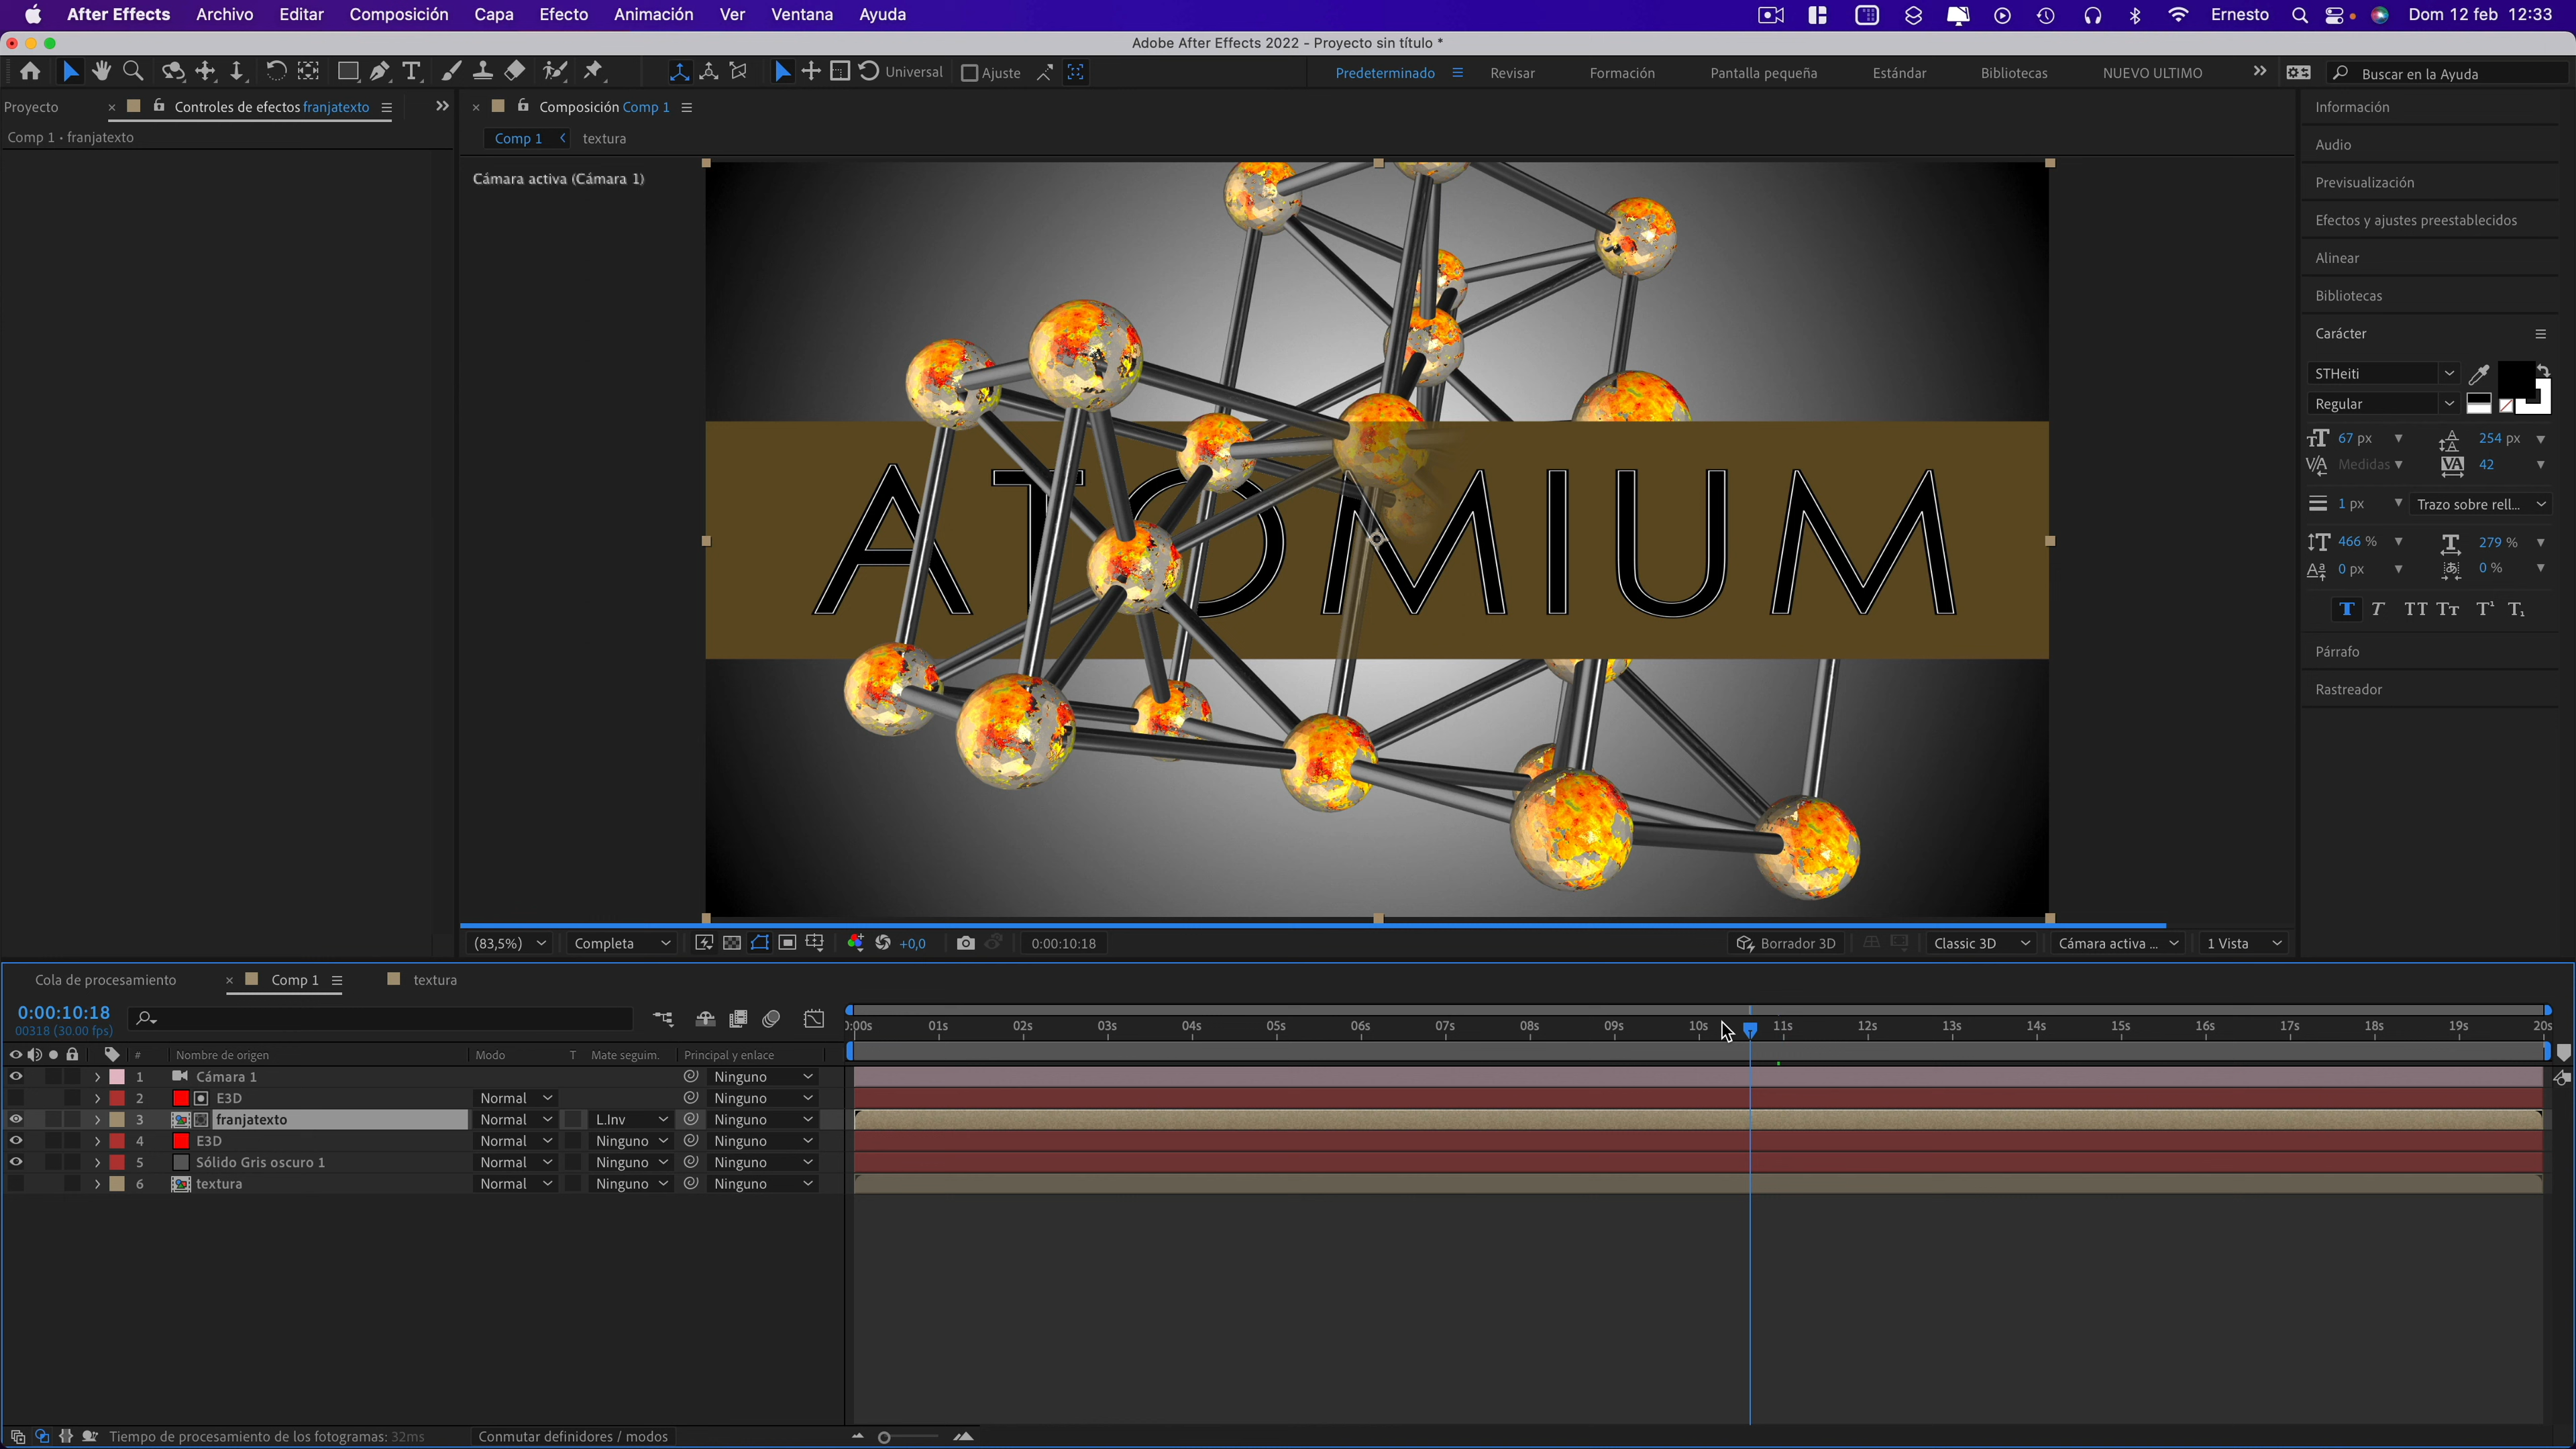 After Effects Archivo Editar Composición Capa Efecto Animación Ver Ventana Ayuda Ernesto Dom 12 feb 12:33
Adobe After Effects 2022 - Proyecto sin título *
Universal Ajuste Predeterminado Revisar Formación Pantalla pequeña Estándar Bibliotecas NUEVO ULTIMO Buscar en la Ayuda
Proyecto Controles de efectos franjatexto Composición Comp 1
Comp 1 • franjatexto
Comp 1 textura
Cámara activa (Cámara 1)
ATOMIUM
Información
Audio
Previsualización
Efectos y ajustes preestablecidos
Alinear
Bibliotecas
Carácter
STHeiti
Regular
67 px 254 px
Medidas 42
1 px Trazo sobre rell...
466 % 279 %
0 px 0 %
Párrafo
Rastreador
(83,5%) Completa +0,0 0:00:10:18 Borrador 3D Classic 3D Cámara activa ... 1 Vista
Cola de procesamiento Comp 1 textura
0:00:10:18
00318 (30.00 fps)
0:00s 01s 02s 03s 04s 05s 06s 07s 08s 09s 10s 11s 12s 13s 14s 15s 16s 17s 18s 19s 20s
# Nombre de origen Modo T Mate seguim. Principal y enlace
1 Cámara 1 Ninguno
2 E3D Normal Ninguno
3 franjatexto Normal L.Inv Ninguno
4 E3D Normal Ninguno Ninguno
5 Sólido Gris oscuro 1 Normal Ninguno Ninguno
6 textura Normal Ninguno Ninguno
Tiempo de procesamiento de los fotogramas: 32ms Conmutar definidores / modos